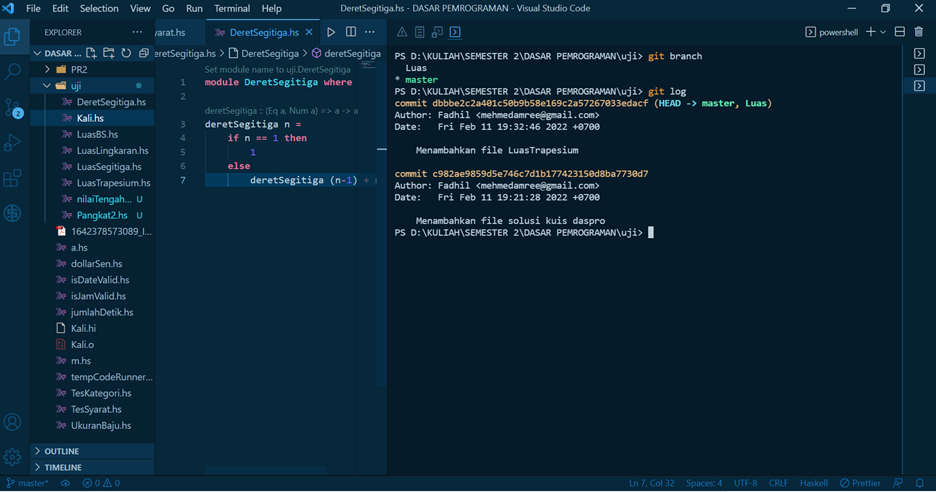 File Edit Selection View Go Run Terminal Help
DeretSegitiga.hs - DASAR PEMROGRAMAN - Visual Studio Code
EXPLORER
DASAR ...
PR2
uji
DeretSegitiga.hs
Kali.hs
LuasBS.hs
LuasLingkaran.hs
LuasSegitiga.hs
LuasTrapesium.hs
nilaiTengah... U
Pangkat2.hs U
1642378573089_I...
a.hs
dollarSen.hs
isDateValid.hs
isJamValid.hs
jumlahDetik.hs
Kali.hi
Kali.o
m.hs
tempCodeRunner...
TesKategori.hs
TesSyarat.hs
UkuranBaju.hs
OUTLINE
TIMELINE
2
yarat.hs
DeretSegitiga.hs
eretSegitiga.hs > DeretSegitiga > deretSegitiga
Set module name to uji.DeretSegitiga
1 module DeretSegitiga where
2
deretSegitiga :: (Eq a, Num a) => a -> a
3 deretSegitiga n =
4 if n == 1 then
5 1
6 else
7 deretSegitiga (n-1) +
powershell
PS D:\KULIAH\SEMESTER 2\DASAR PEMROGRAMAN\uji> git branch
Luas
* master
PS D:\KULIAH\SEMESTER 2\DASAR PEMROGRAMAN\uji> git log
commit dbbbe2c2a401c50b9b58e169c2a57267033edacf (HEAD -> master, Luas)
Author: Fadhil <mehmedamree@gmail.com>
Date: Fri Feb 11 19:32:46 2022 +0700
Menambahkan file LuasTrapesium
commit c982ae9859d5e746c7d1b177423150d8ba7730d7
Author: Fadhil <mehmedamree@gmail.com>
Date: Fri Feb 11 19:21:28 2022 +0700
Menambahkan file solusi kuis daspro
PS D:\KULIAH\SEMESTER 2\DASAR PEMROGRAMAN\uji>
master* 0 0 Ln 7, Col 32 Spaces: 4 UTF-8 CRLF Haskell Prettier